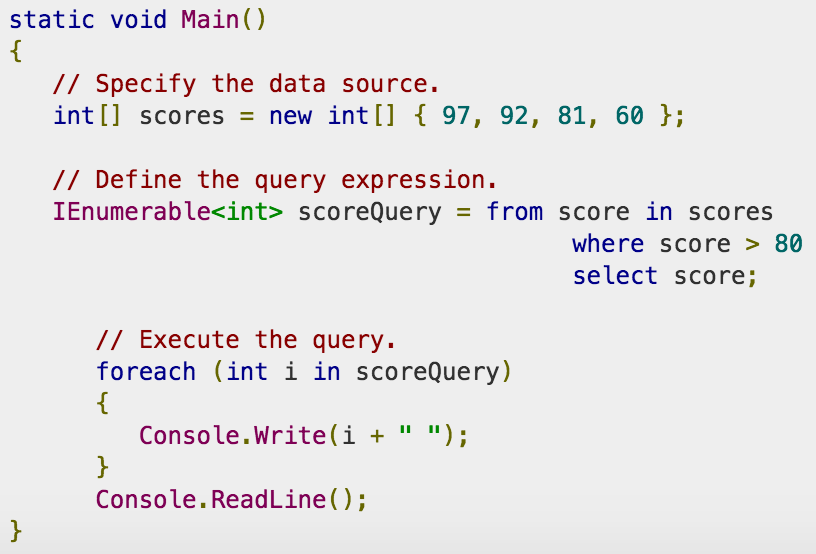 static void Main()
{
   // Specify the data source.
   int[] scores = new int[] { 97, 92, 81, 60 };

   // Define the query expression.
   IEnumerable<int> scoreQuery = from score in scores
                                       where score > 80
                                       select score;

      // Execute the query.
      foreach (int i in scoreQuery)
      {
         Console.Write(i + " ");
      }
      Console.ReadLine();
}